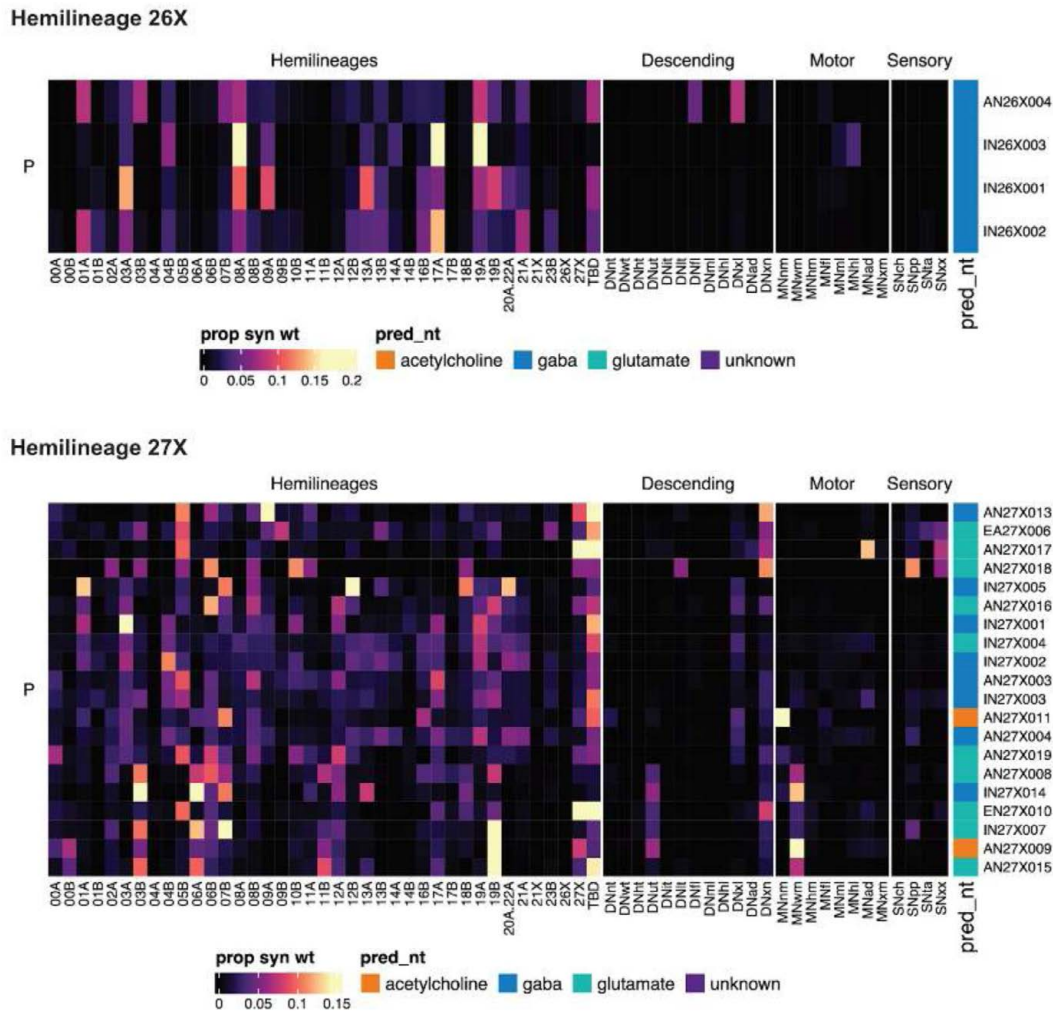 Hemilineage 26X
Hemilineages Descending Motor Sensory
P
AN26X004
IN26X003
IN26X001
IN26X002
00A 00B 01A 01B 02A 03A 03B 04A 04B 05B 06A 06B 07B 08A 08B 09A 09B 10B 11A 11B 12A 12B 13A 13B 14A 14B 16B 17A 17B 18B 19A 19B 20A.22A 21A 21X 23B 26X 27X TBD DNnt DNwt DNht DNut DNit DNlt DNfl DNml DNhl DNxl DNad DNxn MNnm MNwm MNhm MNfl MNml MNhl MNad MNxm SNch SNpp SNta SNxx pred_nt
prop syn wt pred_nt
acetylcholine gaba glutamate unknown
0 0.05 0.1 0.15 0.2
Hemilineage 27X
Hemilineages Descending Motor Sensory
P
AN27X013
EA27X006
AN27X017
AN27X018
IN27X005
AN27X016
IN27X001
IN27X004
IN27X002
AN27X003
IN27X003
AN27X011
AN27X004
AN27X019
AN27X008
IN27X014
EN27X010
IN27X007
AN27X009
AN27X015
00A 00B 01A 01B 02A 03A 03B 04A 04B 05B 06A 06B 07B 08A 08B 09A 09B 10B 11A 11B 12A 12B 13A 13B 14A 14B 16B 17A 17B 18B 19A 19B 20A.22A 21A 21X 23B 26X 27X TBD DNnt DNwt DNht DNut DNit DNlt DNfl DNml DNhl DNxl DNad DNxn MNnm MNwm MNhm MNfl MNml MNhl MNad MNxm SNch SNpp SNta SNxx pred_nt
prop syn wt pred_nt
acetylcholine gaba glutamate unknown
0 0.05 0.1 0.15